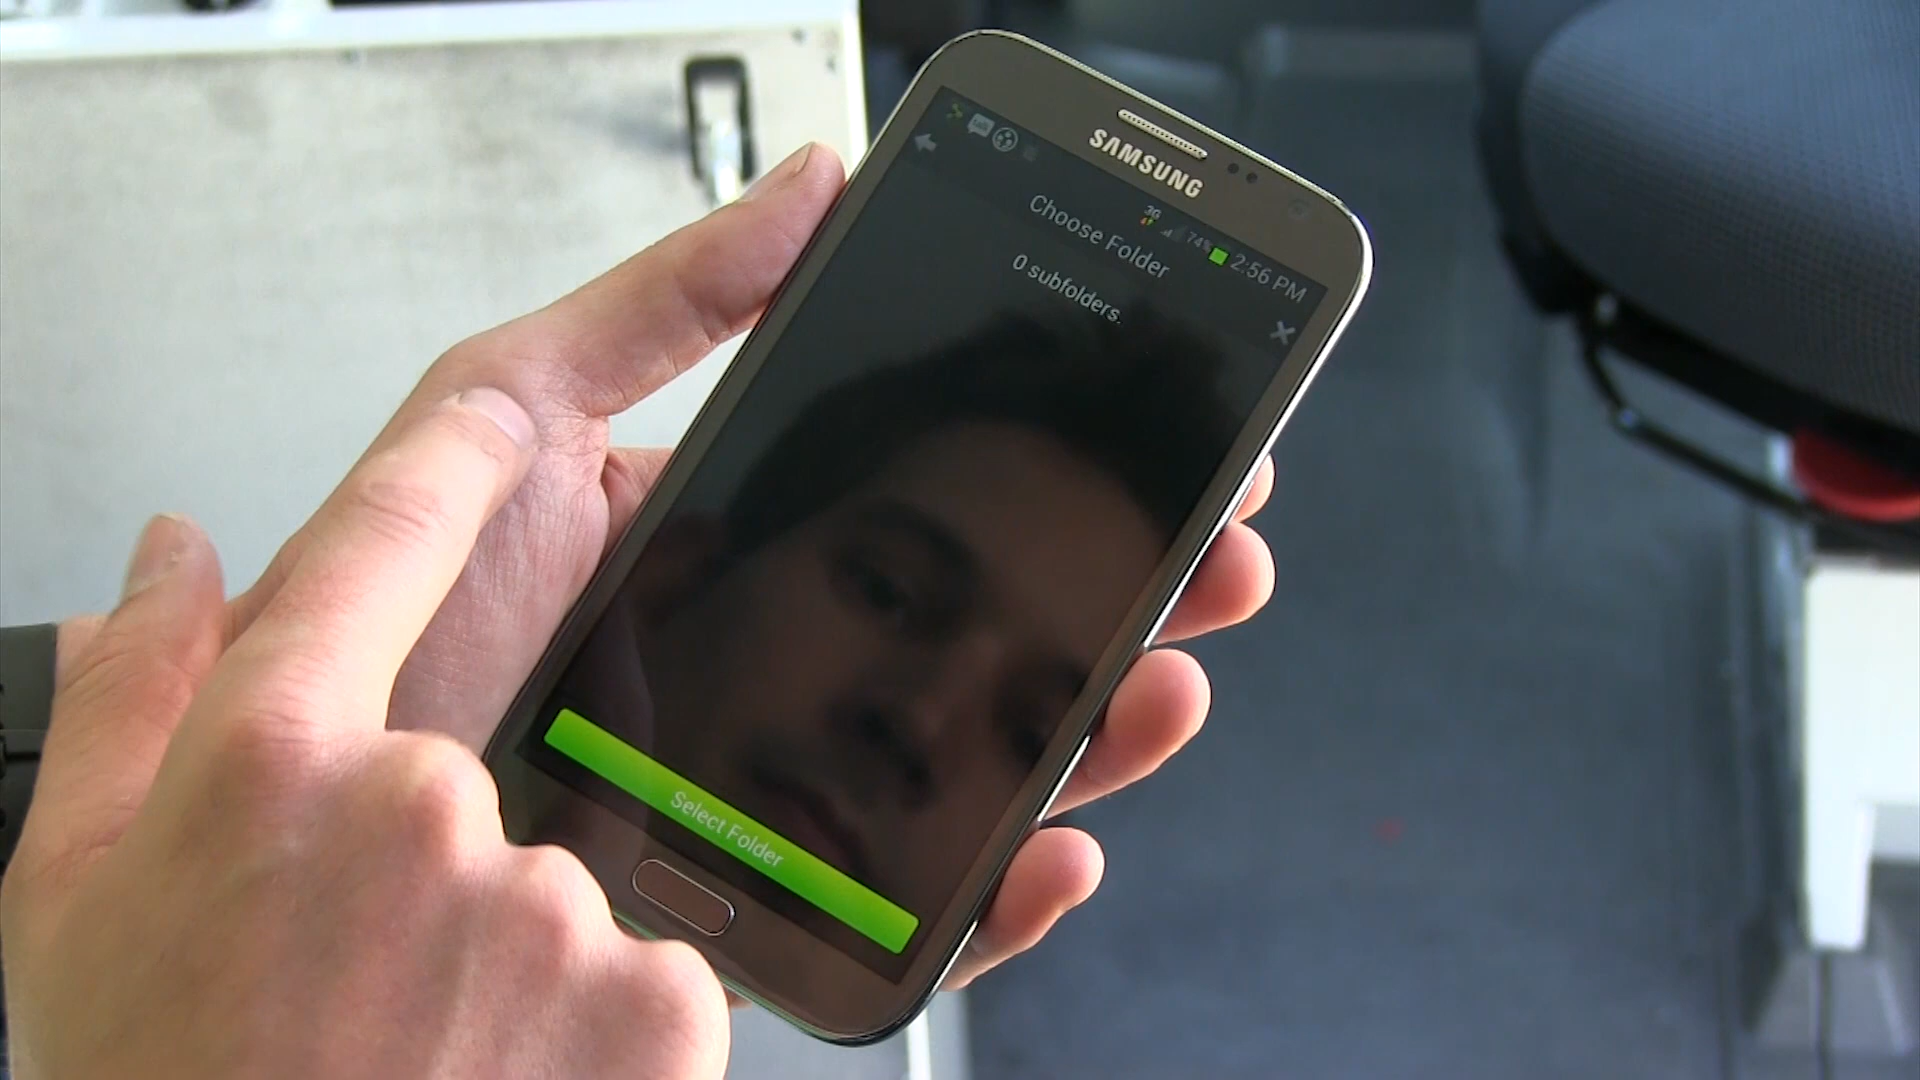 SAMSUNG
3G 74% 2:56 PM
Choose Folder
0 subfolders.
Select Folder